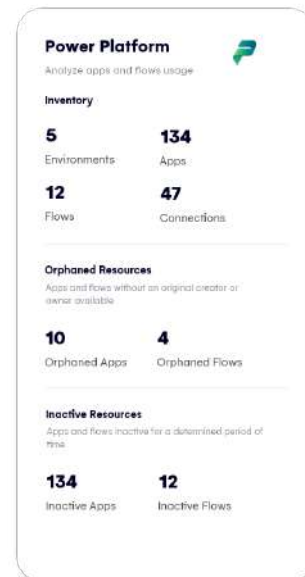 Power Platform
Analyze apps and flows usage
Inventory
5 134
Environments Apps
12 47
Flows Connections
Orphaned Resources
Apps and flows without an original creator or
owner available
10 4
Orphaned Apps Orphaned Flows
Inactive Resources
Apps and flows inactive for a determined period of
time
134 12
Inactive Apps Inactive Flows